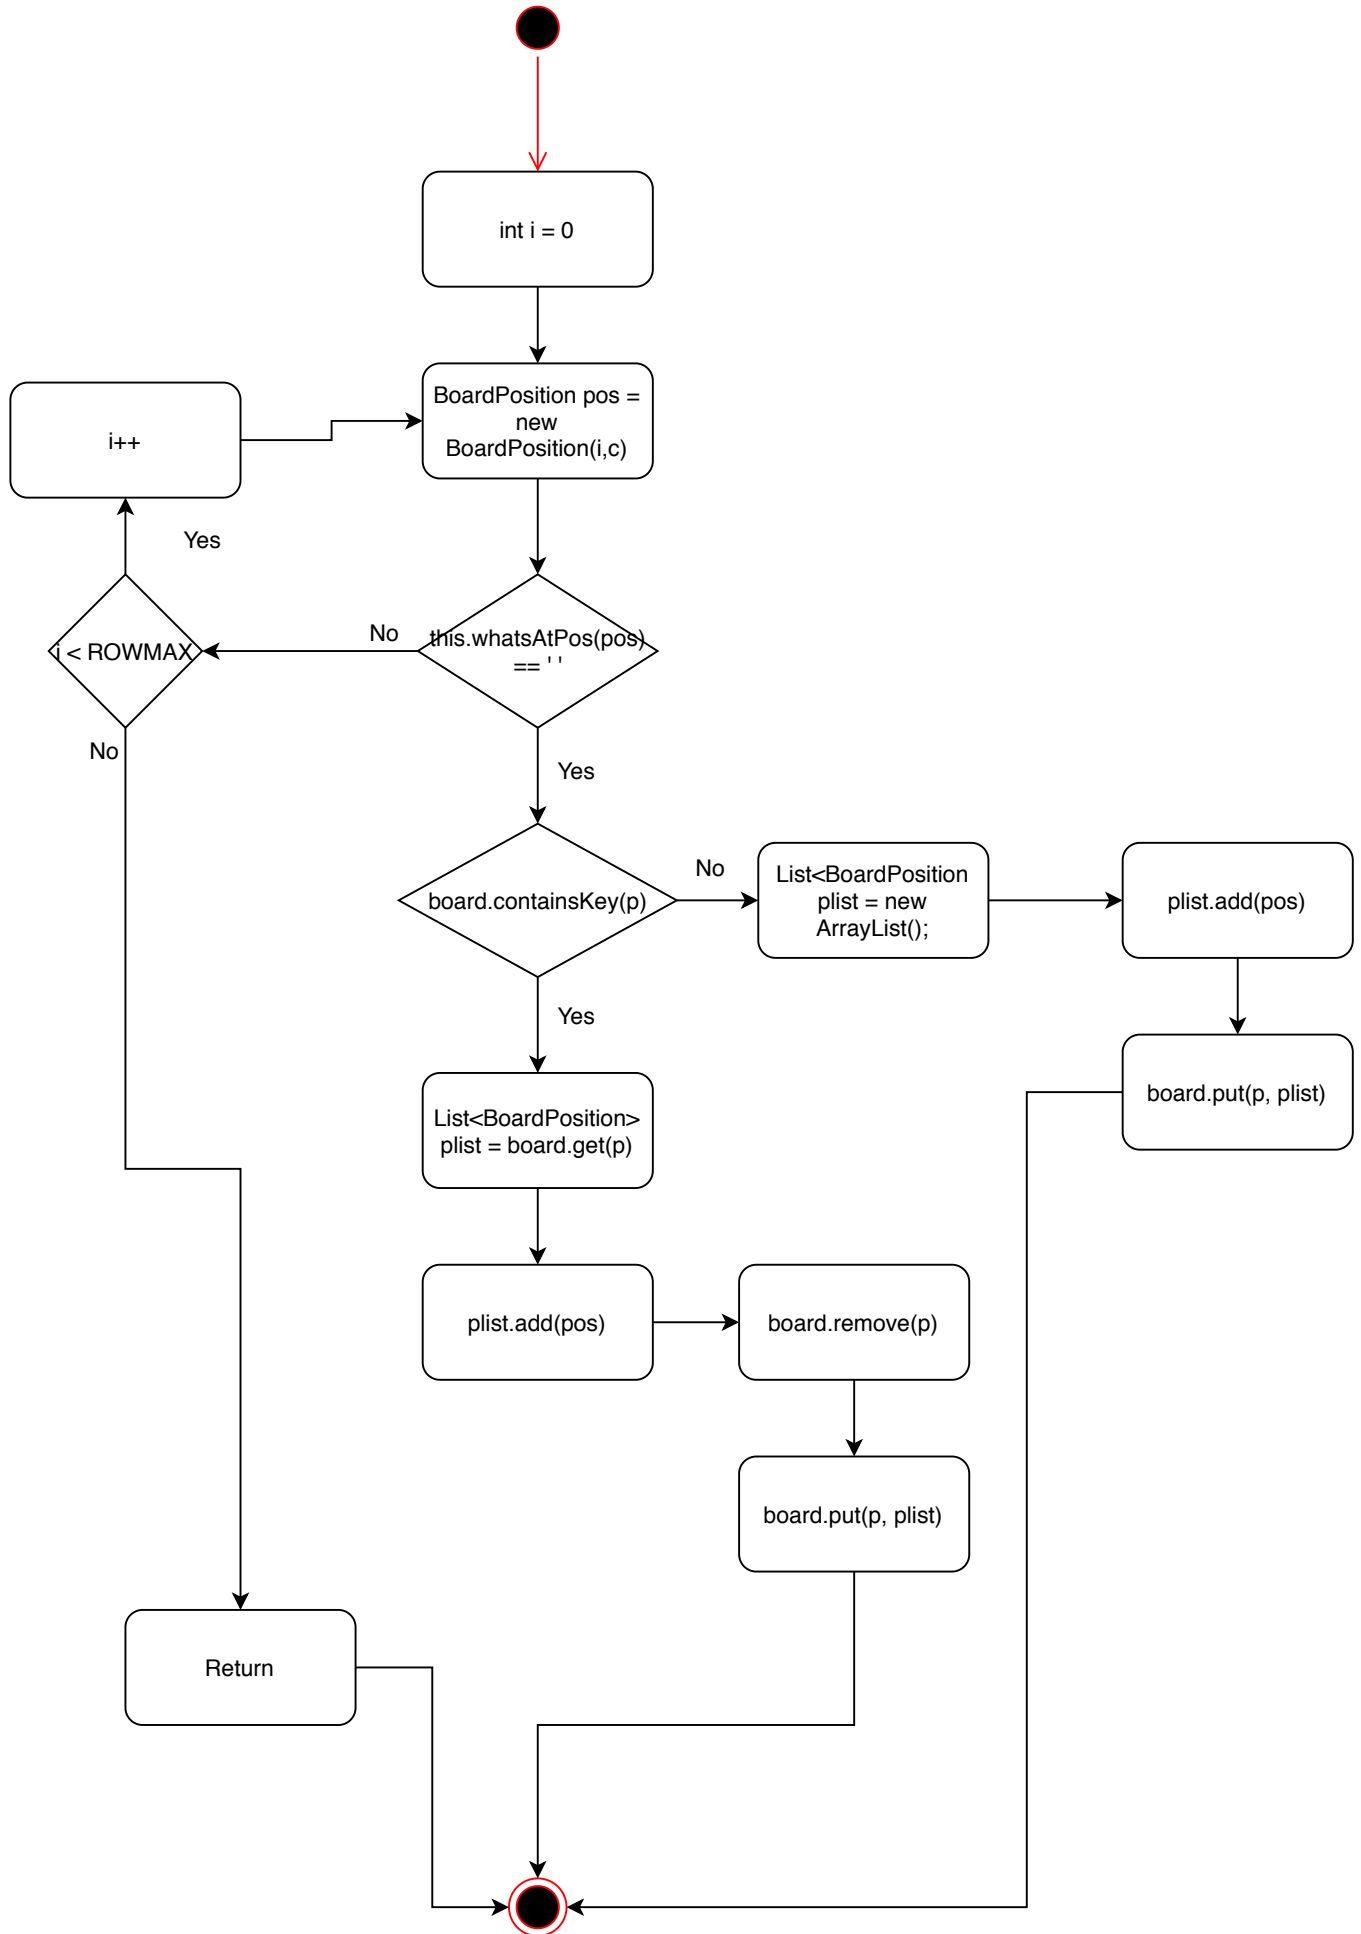 int i = 0
BoardPosition pos =
new
BoardPosition(i,c)
i++
Yes
this.whatsAtPos(pos)
== ' '
No
i < ROWMAX
No
Yes
board.containsKey(p)
No
List<BoardPosition
plist = new
ArrayList();
plist.add(pos)
board.put(p, plist)
Yes
List<BoardPosition>
plist = board.get(p)
plist.add(pos)
board.remove(p)
board.put(p, plist)
Return